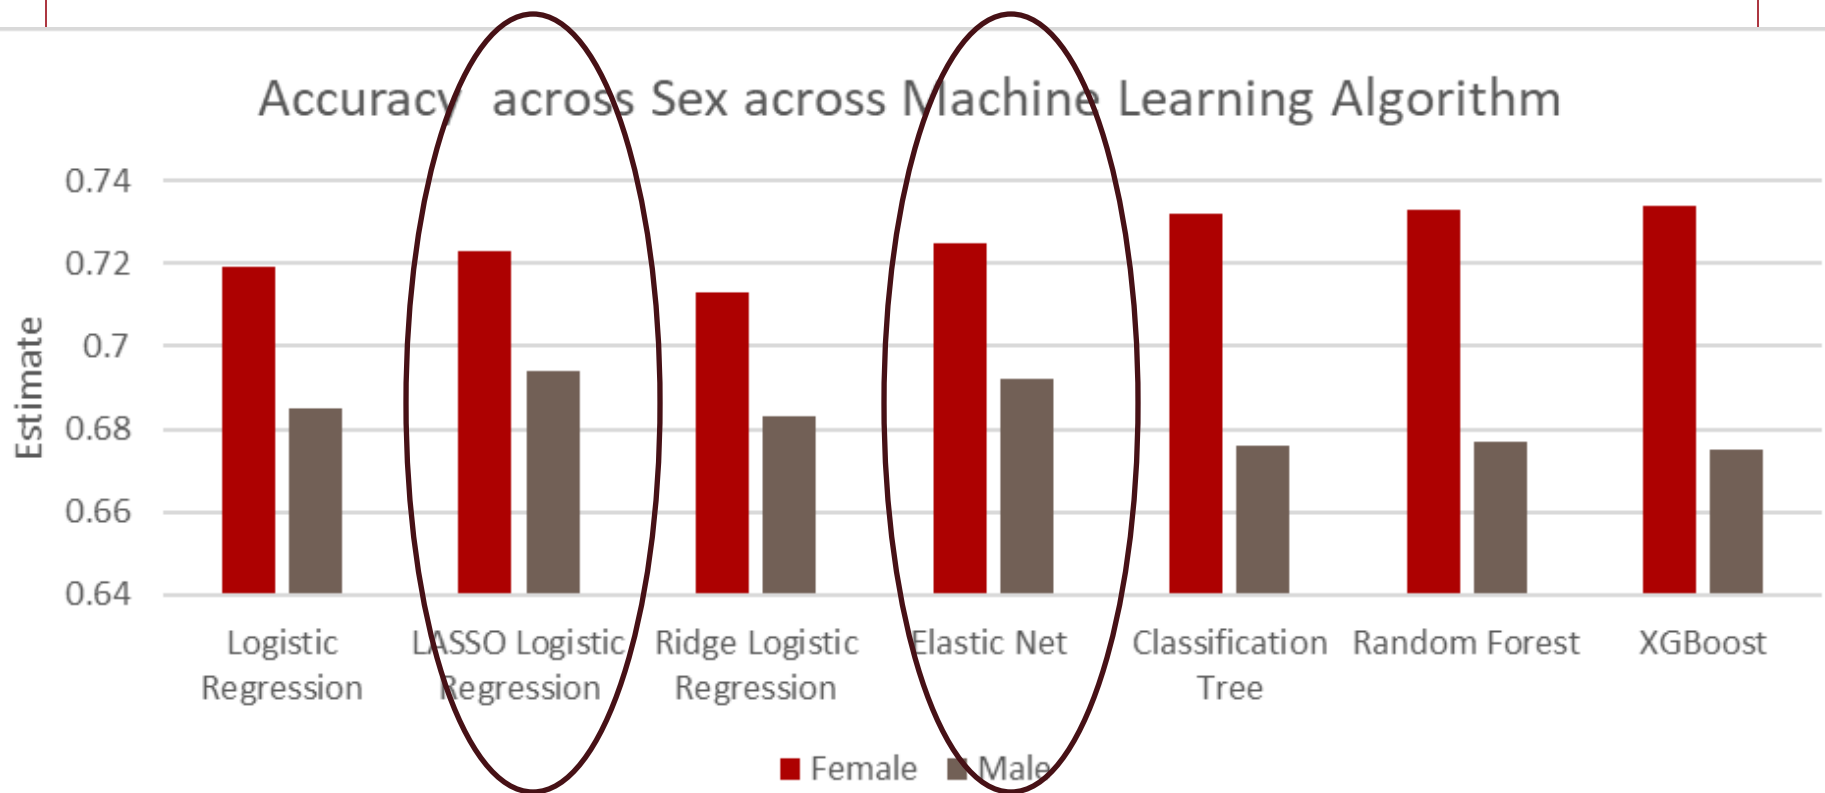 Accuracy  across Sex across Machine Learning Algorithm
0.74
0.72
0.7
0.68
0.66
0.64
Estimate
Logistic
Regression
LASSO Logistic
Regression
Ridge Logistic
Regression
Elastic Net
Classification
Tree
Random Forest
XGBoost
Female
Male